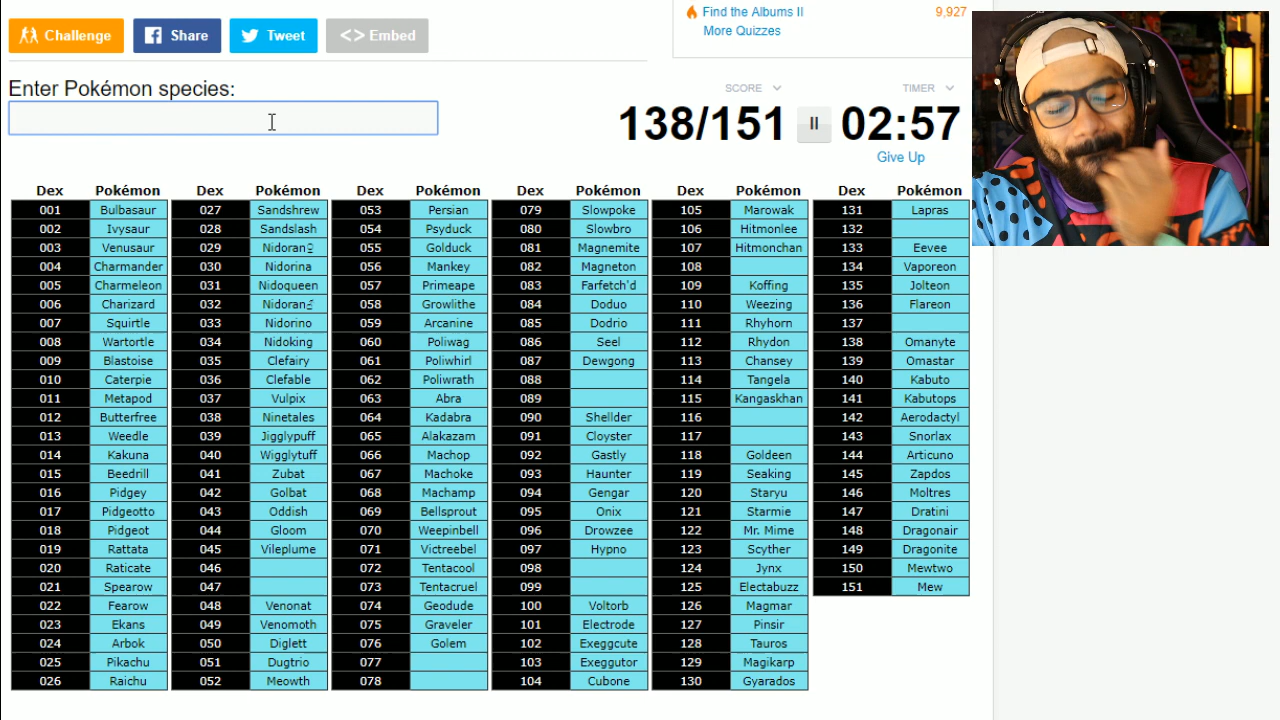 Find the Albums II 9,927
More Quizzes
Challenge Share Tweet <> Embed
Enter Pokémon species:
SCORE TIMER
138/151 02:57
Give Up
Dex Pokémon Dex Pokémon Dex Pokémon Dex Pokémon Dex Pokémon Dex Pokémon
001 Bulbasaur 027 Sandshrew 053 Persian 079 Slowpoke 105 Marowak 131 Lapras
002 Ivysaur 028 Sandslash 054 Psyduck 080 Slowbro 106 Hitmonlee 132
003 Venusaur 029 Nidoran♀ 055 Golduck 081 Magnemite 107 Hitmonchan 133 Eevee
004 Charmander 030 Nidorina 056 Mankey 082 Magneton 108 134 Vaporeon
005 Charmeleon 031 Nidoqueen 057 Primeape 083 Farfetch'd 109 Koffing 135 Jolteon
006 Charizard 032 Nidoran♂ 058 Growlithe 084 Doduo 110 Weezing 136 Flareon
007 Squirtle 033 Nidorino 059 Arcanine 085 Dodrio 111 Rhyhorn 137
008 Wartortle 034 Nidoking 060 Poliwag 086 Seel 112 Rhydon 138 Omanyte
009 Blastoise 035 Clefairy 061 Poliwhirl 087 Dewgong 113 Chansey 139 Omastar
010 Caterpie 036 Clefable 062 Poliwrath 088 114 Tangela 140 Kabuto
011 Metapod 037 Vulpix 063 Abra 089 115 Kangaskhan 141 Kabutops
012 Butterfree 038 Ninetales 064 Kadabra 090 Shellder 116 142 Aerodactyl
013 Weedle 039 Jigglypuff 065 Alakazam 091 Cloyster 117 143 Snorlax
014 Kakuna 040 Wigglytuff 066 Machop 092 Gastly 118 Goldeen 144 Articuno
015 Beedrill 041 Zubat 067 Machoke 093 Haunter 119 Seaking 145 Zapdos
016 Pidgey 042 Golbat 068 Machamp 094 Gengar 120 Staryu 146 Moltres
017 Pidgeotto 043 Oddish 069 Bellsprout 095 Onix 121 Starmie 147 Dratini
018 Pidgeot 044 Gloom 070 Weepinbell 096 Drowzee 122 Mr. Mime 148 Dragonair
019 Rattata 045 Vileplume 071 Victreebel 097 Hypno 123 Scyther 149 Dragonite
020 Raticate 046 072 Tentacool 098 124 Jynx 150 Mewtwo
021 Spearow 047 073 Tentacruel 099 125 Electabuzz 151 Mew
022 Fearow 048 Venonat 074 Geodude 100 Voltorb 126 Magmar
023 Ekans 049 Venomoth 075 Graveler 101 Electrode 127 Pinsir
024 Arbok 050 Diglett 076 Golem 102 Exeggcute 128 Tauros
025 Pikachu 051 Dugtrio 077 103 Exeggutor 129 Magikarp
026 Raichu 052 Meowth 078 104 Cubone 130 Gyarados